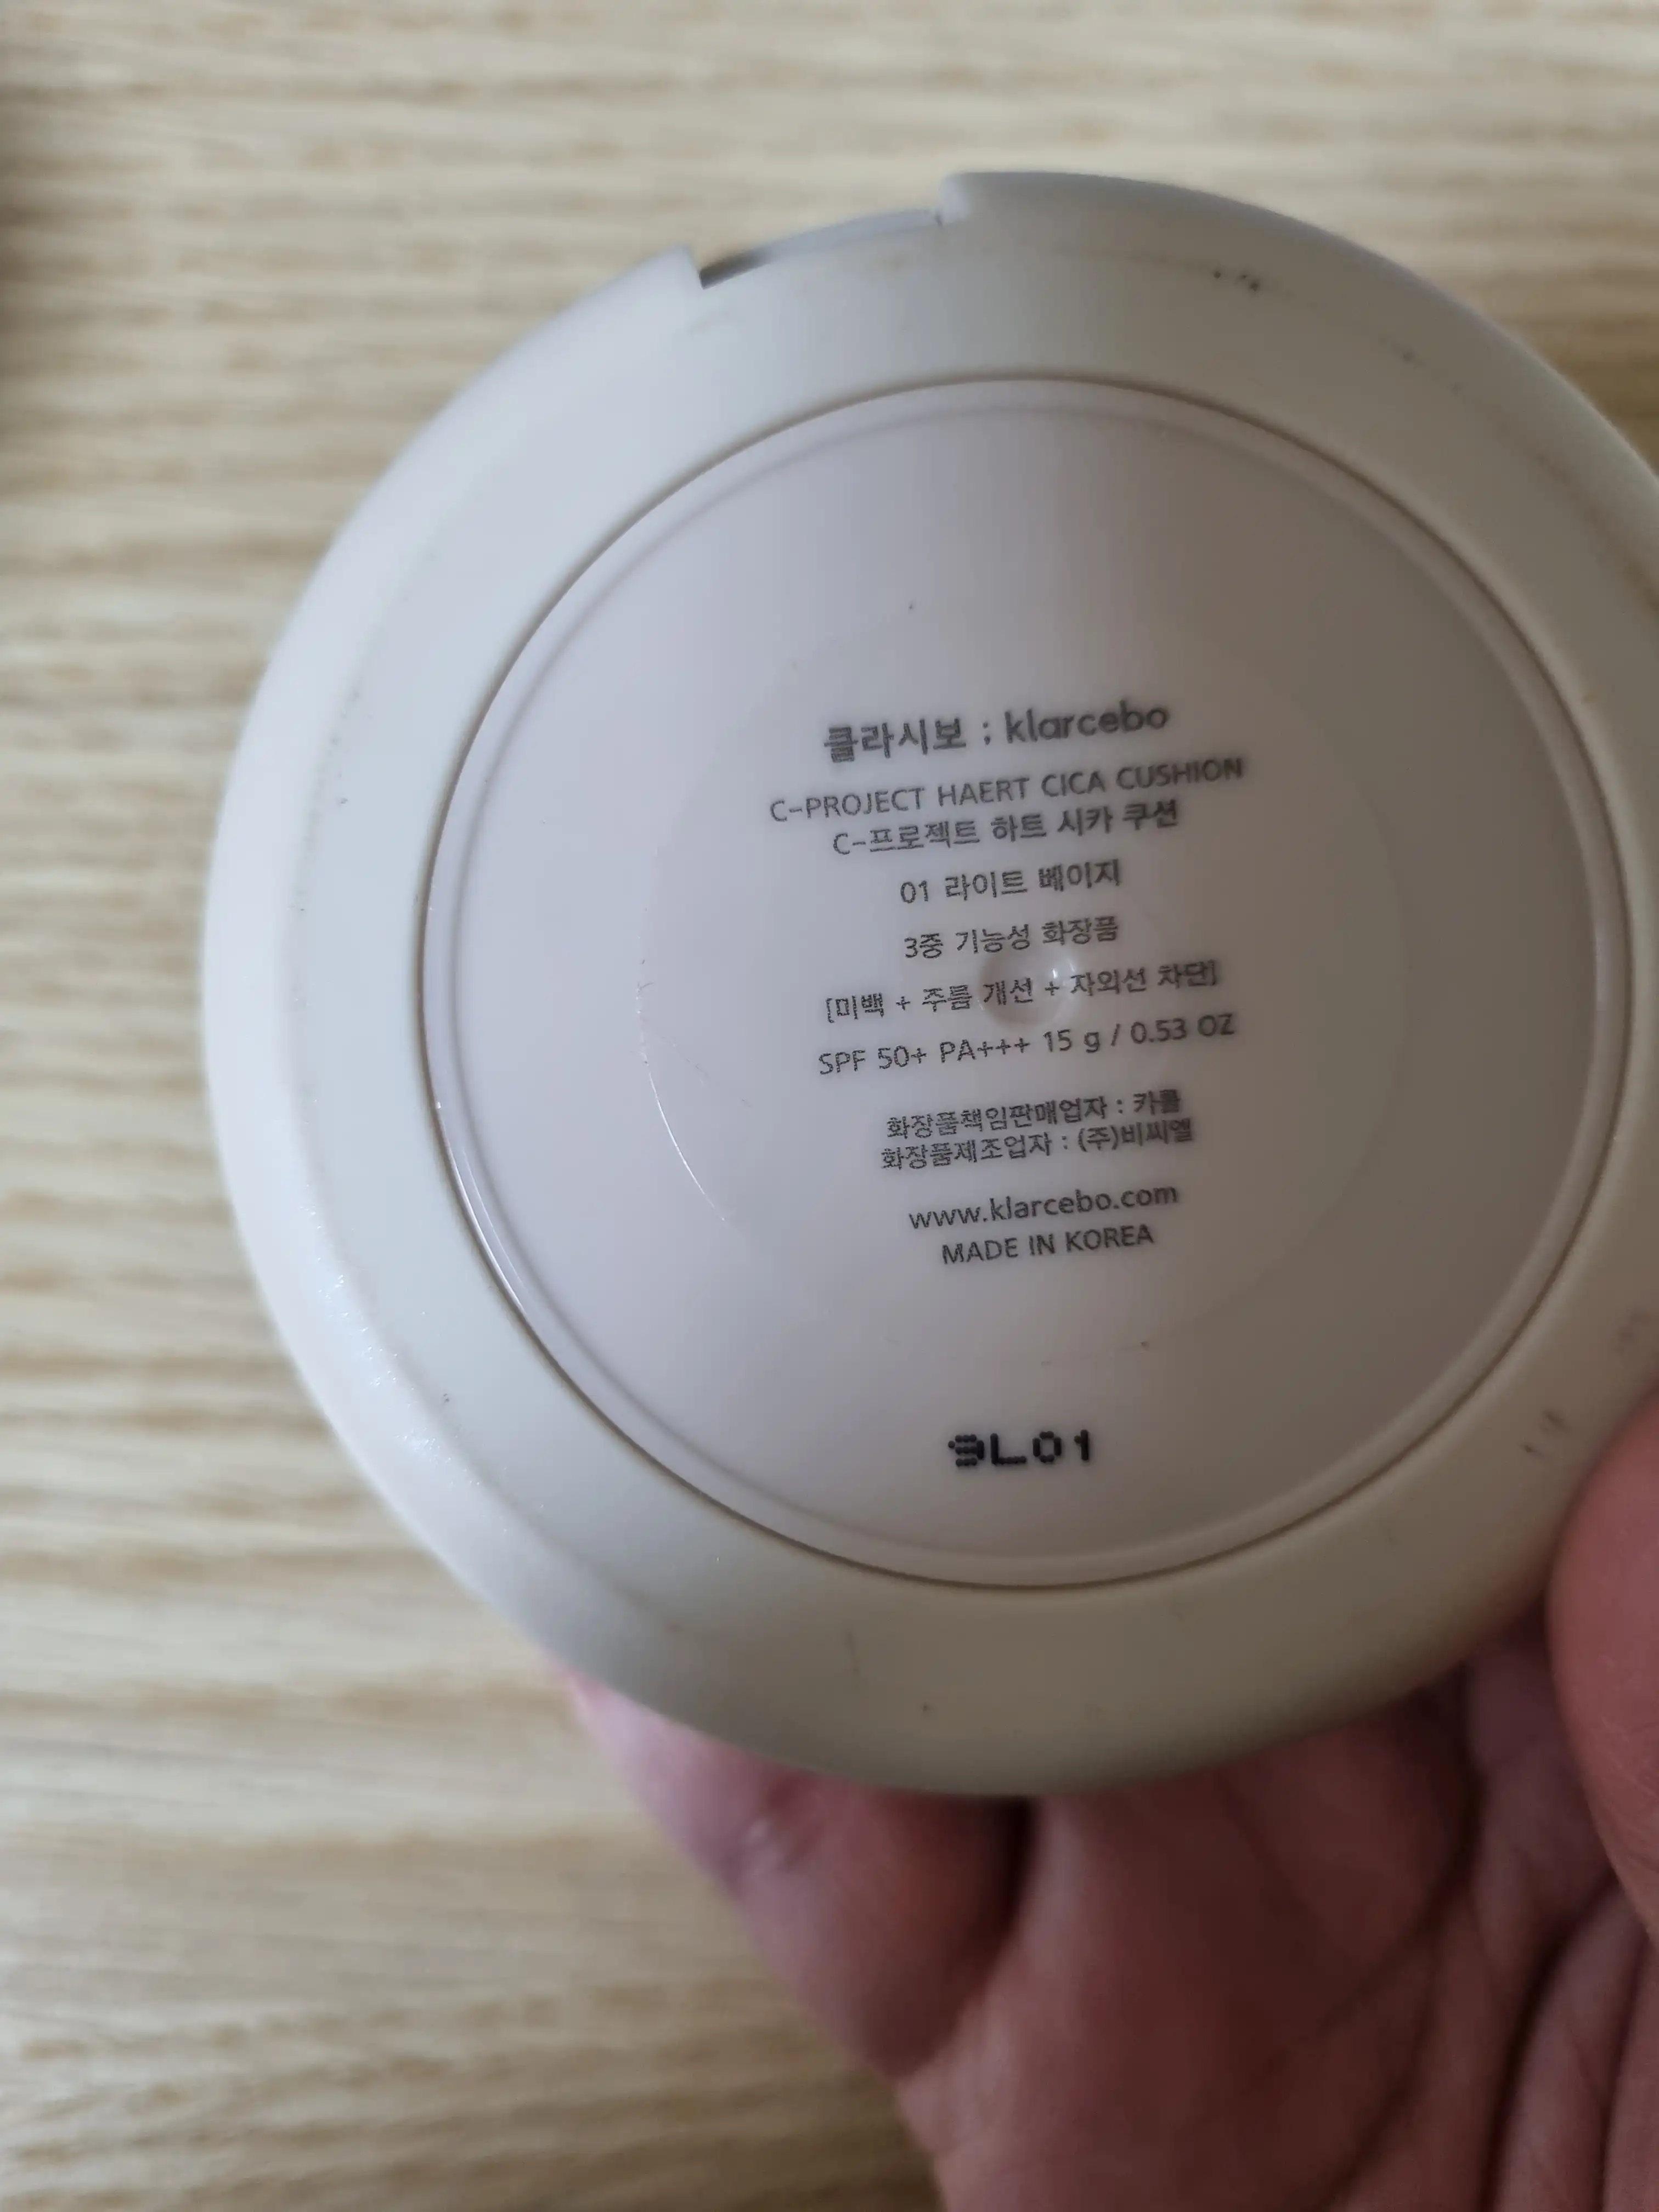 클라시보 ; klarcebo
C-PROJECT HAERT CICA CUSHION
C-프로젝트 하트 시카 쿠션
01 라이트 베이지
3중 기능성 화장품
[미백 + 주름 개선 + 자외선 차단]
SPF 50+ PA+++ 15 g / 0.53 OZ
화장품책임판매업자 : 카룰
화장품제조업자 : (주)비씨엘
www.klarcebo.com
MADE IN KOREA
9L01